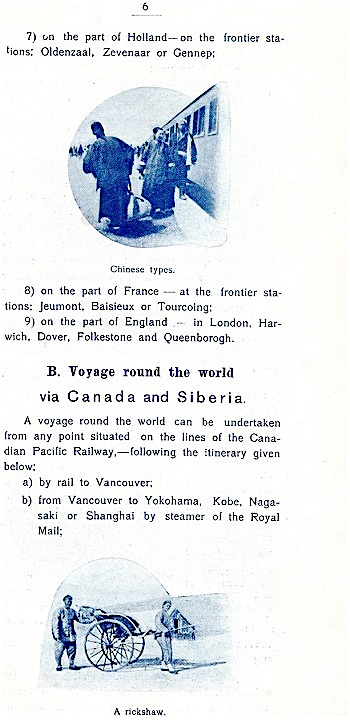 6
7) on the part of Holland—on the frontier sta-
tions: Oldenzaal, Zevenaar or Gennep;
Chinese types.
8) on the part of France — at the frontier sta-
tions: Jeumont, Baisieux or Tourcoing;
9) on the part of England — in London, Har-
wich, Dover, Folkestone and Queenborogh.
B. Voyage round the world
via Canada and Siberia.
A voyage round the world can be undertaken
from any point situated on the lines of the Cana-
dian Pacific Railway,—following the itinerary given
below:
a) by rail to Vancouver;
b) from Vancouver to Yokohama, Kobe, Naga-
saki or Shanghai by steamer of the Royal
Mail;
A rickshaw.